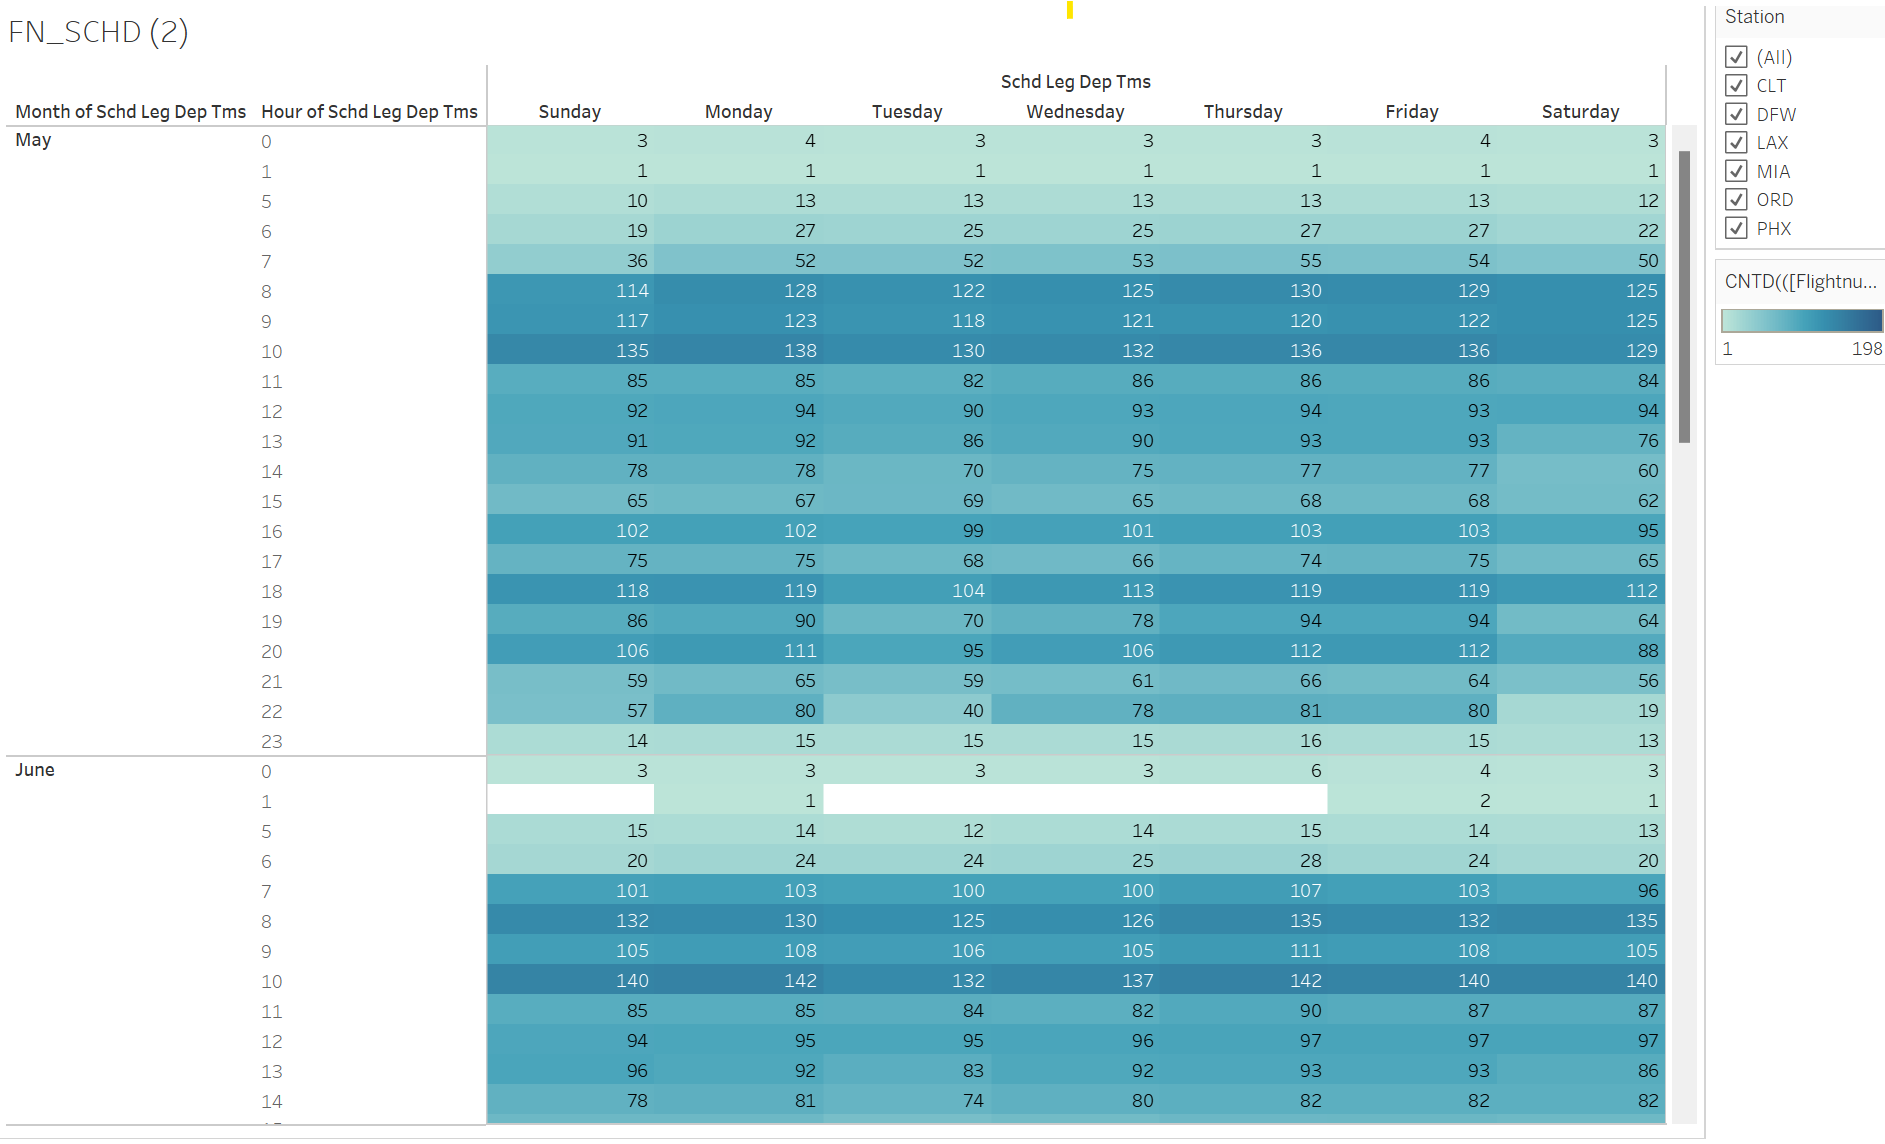 FN_SCHD (2)
Schd Leg Dep Tms
Month of Schd Leg Dep Tms Hour of Schd Leg Dep Tms Sunday Monday Tuesday Wednesday Thursday Friday Saturday
May 0 3 4 3 3 3 4 3
1 1 1 1 1 1 1 1
5 10 13 13 13 13 13 12
6 19 27 25 25 27 27 22
7 36 52 52 53 55 54 50
8 114 128 122 125 130 129 125
9 117 123 118 121 120 122 125
10 135 138 130 132 136 136 129
11 85 85 82 86 86 86 84
12 92 94 90 93 94 93 94
13 91 92 86 90 93 93 76
14 78 78 70 75 77 77 60
15 65 67 69 65 68 68 62
16 102 102 99 101 103 103 95
17 75 75 68 66 74 75 65
18 118 119 104 113 119 119 112
19 86 90 70 78 94 94 64
20 106 111 95 106 112 112 88
21 59 65 59 61 66 64 56
22 57 80 40 78 81 80 19
23 14 15 15 15 16 15 13
June 0 3 3 3 3 6 4 3
1 1 2 1
5 15 14 12 14 15 14 13
6 20 24 24 25 28 24 20
7 101 103 100 100 107 103 96
8 132 130 125 126 135 132 135
9 105 108 106 105 111 108 105
10 140 142 132 137 142 140 140
11 85 85 84 82 90 87 87
12 94 95 95 96 97 97 97
13 96 92 83 92 93 93 86
14 78 81 74 80 82 82 82
Station
(All)
CLT
DFW
LAX
MIA
ORD
PHX
CNTD(([Flightnu...
1 198